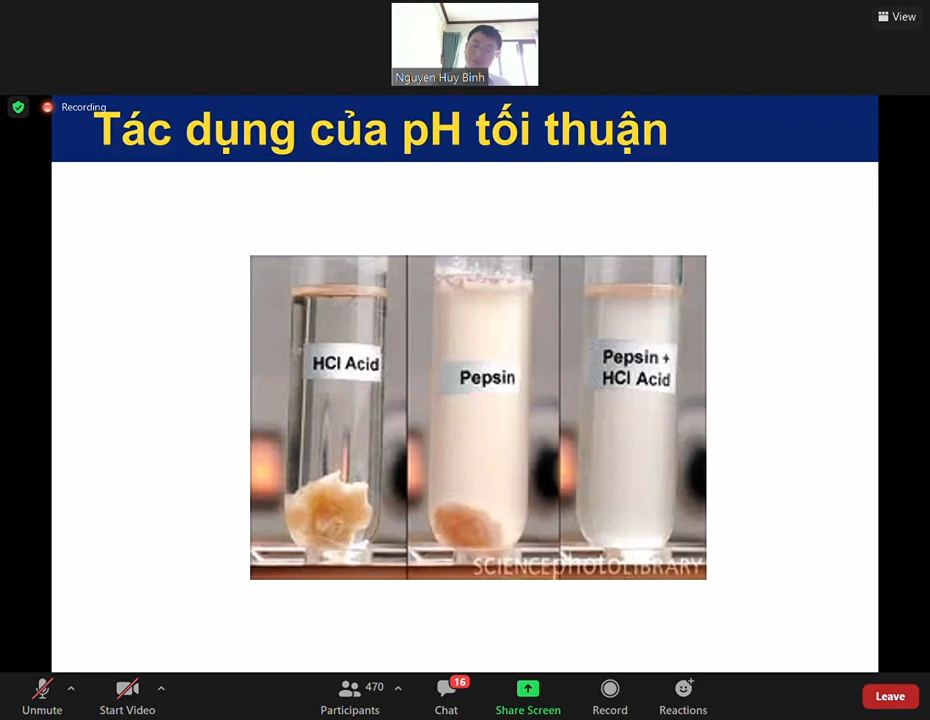 View
Nguyen Huy Binh
Recording
Tác dụng của pH tối thuận
HCl Acid
Pepsin
Pepsin +
HCl Acid
SCIENCEPHOTOLIBRARY
Unmute
Start Video
470
Participants
16
Chat
Share Screen
Record
Reactions
Leave